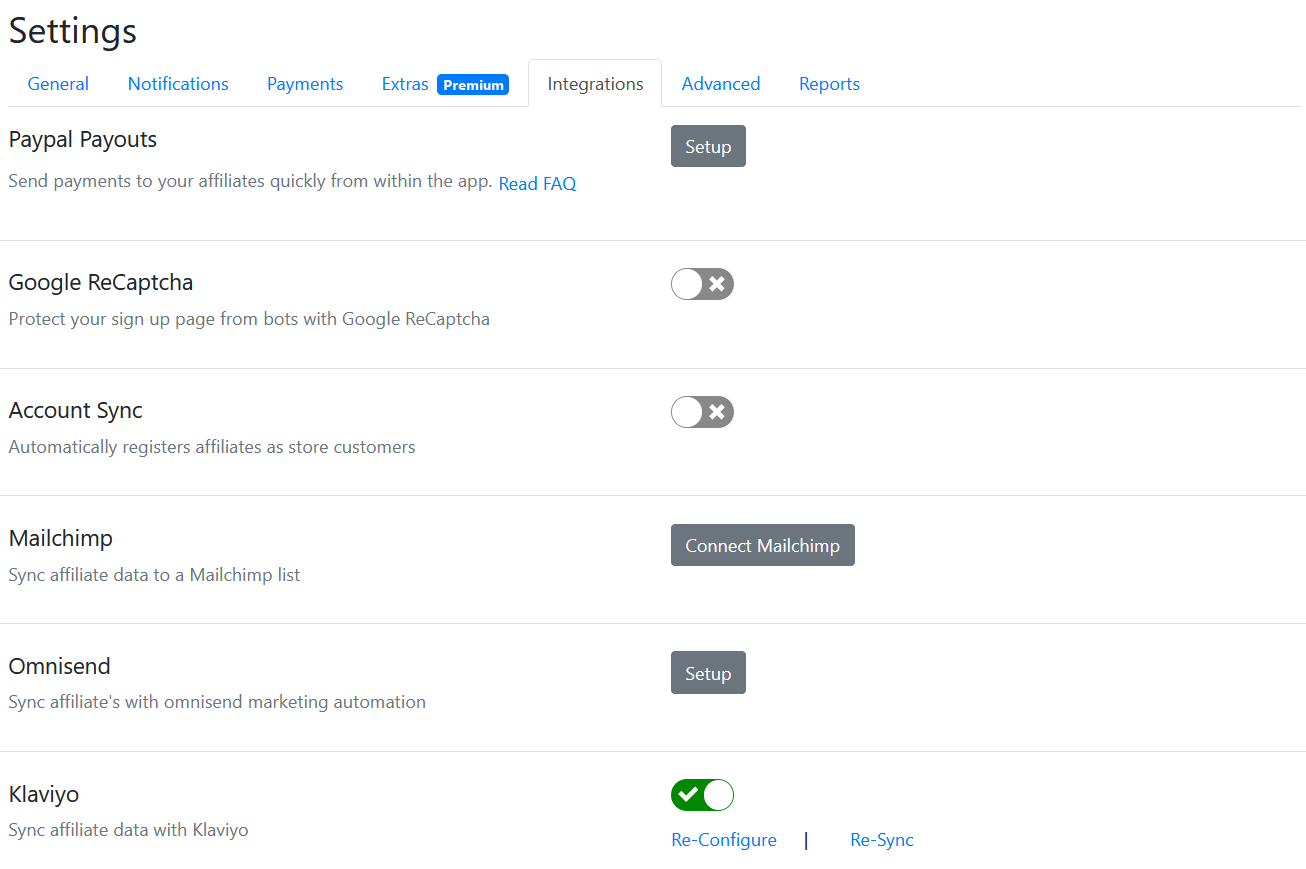 Settings
General Notifications Payments Extras Premium Integrations Advanced Reports
Paypal Payouts
Setup
Send payments to your affiliates quickly from within the app. Read FAQ
Google ReCaptcha
Protect your sign up page from bots with Google ReCaptcha
Account Sync
Automatically registers affiliates as store customers
Mailchimp
Connect Mailchimp
Sync affiliate data to a Mailchimp list
Omnisend
Setup
Sync affiliate's with omnisend marketing automation
Klaviyo
Sync affiliate data with Klaviyo
Re-Configure | Re-Sync